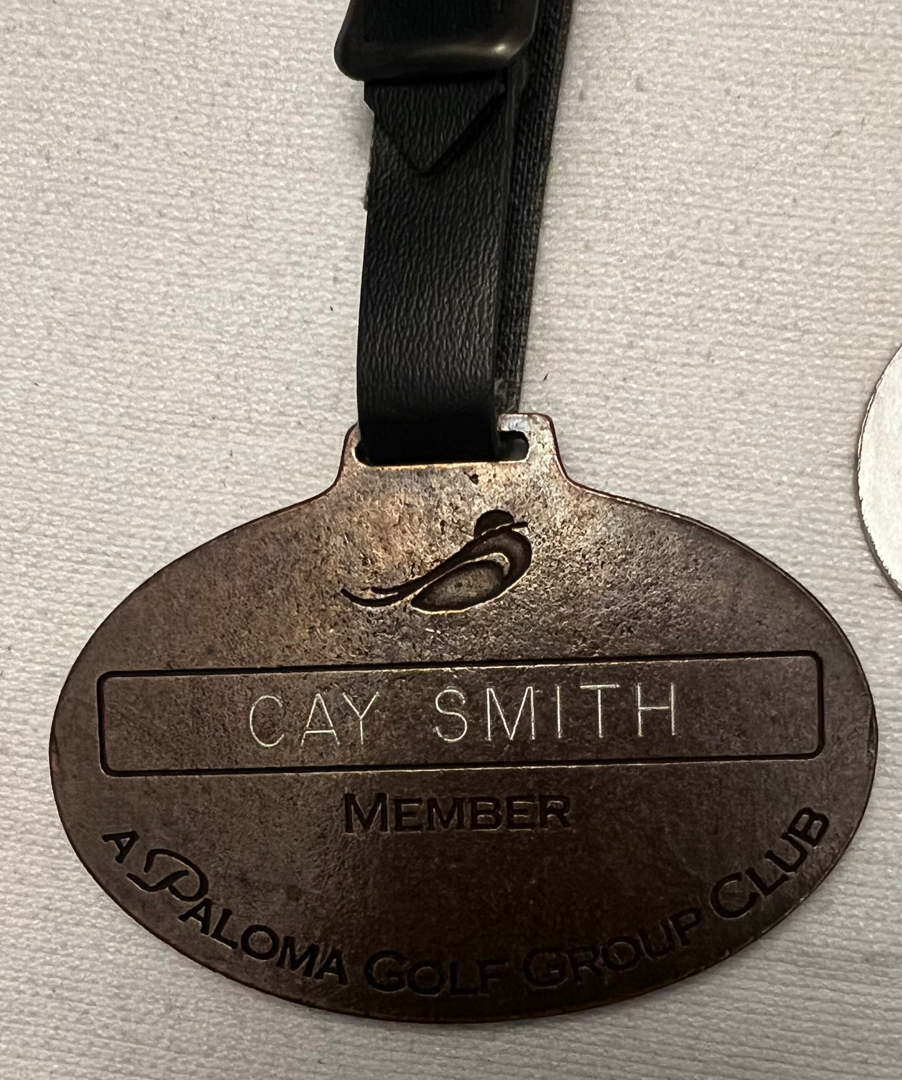 CAY SMITH
MEMBER
A PALOMA GOLF GROUP CLUB